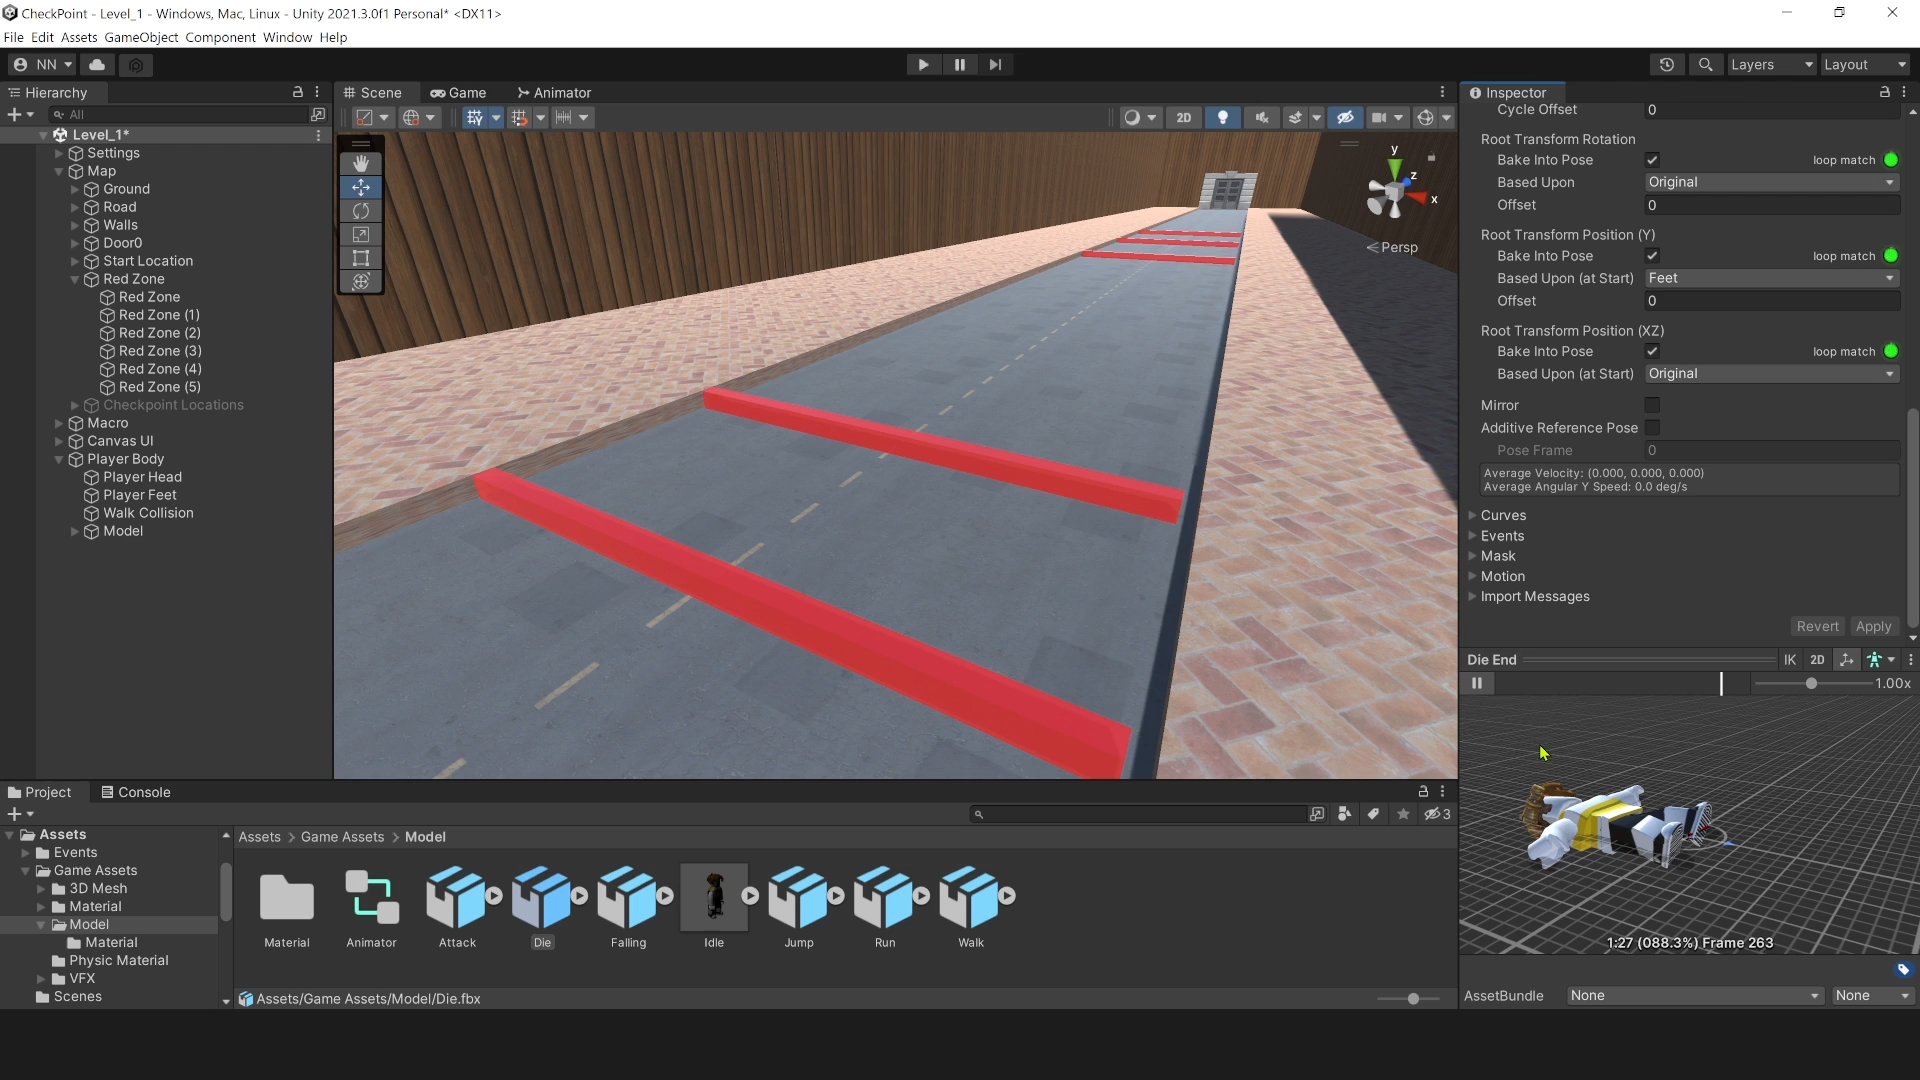 CheckPoint - Level_1 - Windows, Mac, Linux - Unity 2021.3.0f1 Personal* <DX11>
File Edit Assets GameObject Component Window Help
NN
Layers
Layout
Hierarchy
All
Level_1*
Settings
Map
Ground
Road
Walls
Door0
Start Location
Red Zone
Red Zone
Red Zone (1)
Red Zone (2)
Red Zone (3)
Red Zone (4)
Red Zone (5)
Checkpoint Locations
Macro
Canvas UI
Player Body
Player Head
Player Feet
Walk Collision
Model
Scene
Game
Animator
2D
y
z
x
Persp
Inspector
Cycle Offset 0
Root Transform Rotation
Bake Into Pose loop match
Based Upon Original
Offset 0
Root Transform Position (Y)
Bake Into Pose loop match
Based Upon (at Start) Feet
Offset 0
Root Transform Position (XZ)
Bake Into Pose loop match
Based Upon (at Start) Original
Mirror
Additive Reference Pose
Pose Frame 0
Average Velocity: (0.000, 0.000, 0.000)
Average Angular Y Speed: 0.0 deg/s
Curves
Events
Mask
Motion
Import Messages
Revert Apply
Die End IK 2D
1.00x
1:27 (088.3%) Frame 263
AssetBundle None None
Project
Console
3
Assets
Events
Game Assets
3D Mesh
Material
Model
Material
Physic Material
VFX
Scenes
Assets > Game Assets > Model
Material
Animator
Attack
Die
Falling
Idle
Jump
Run
Walk
Assets/Game Assets/Model/Die.fbx